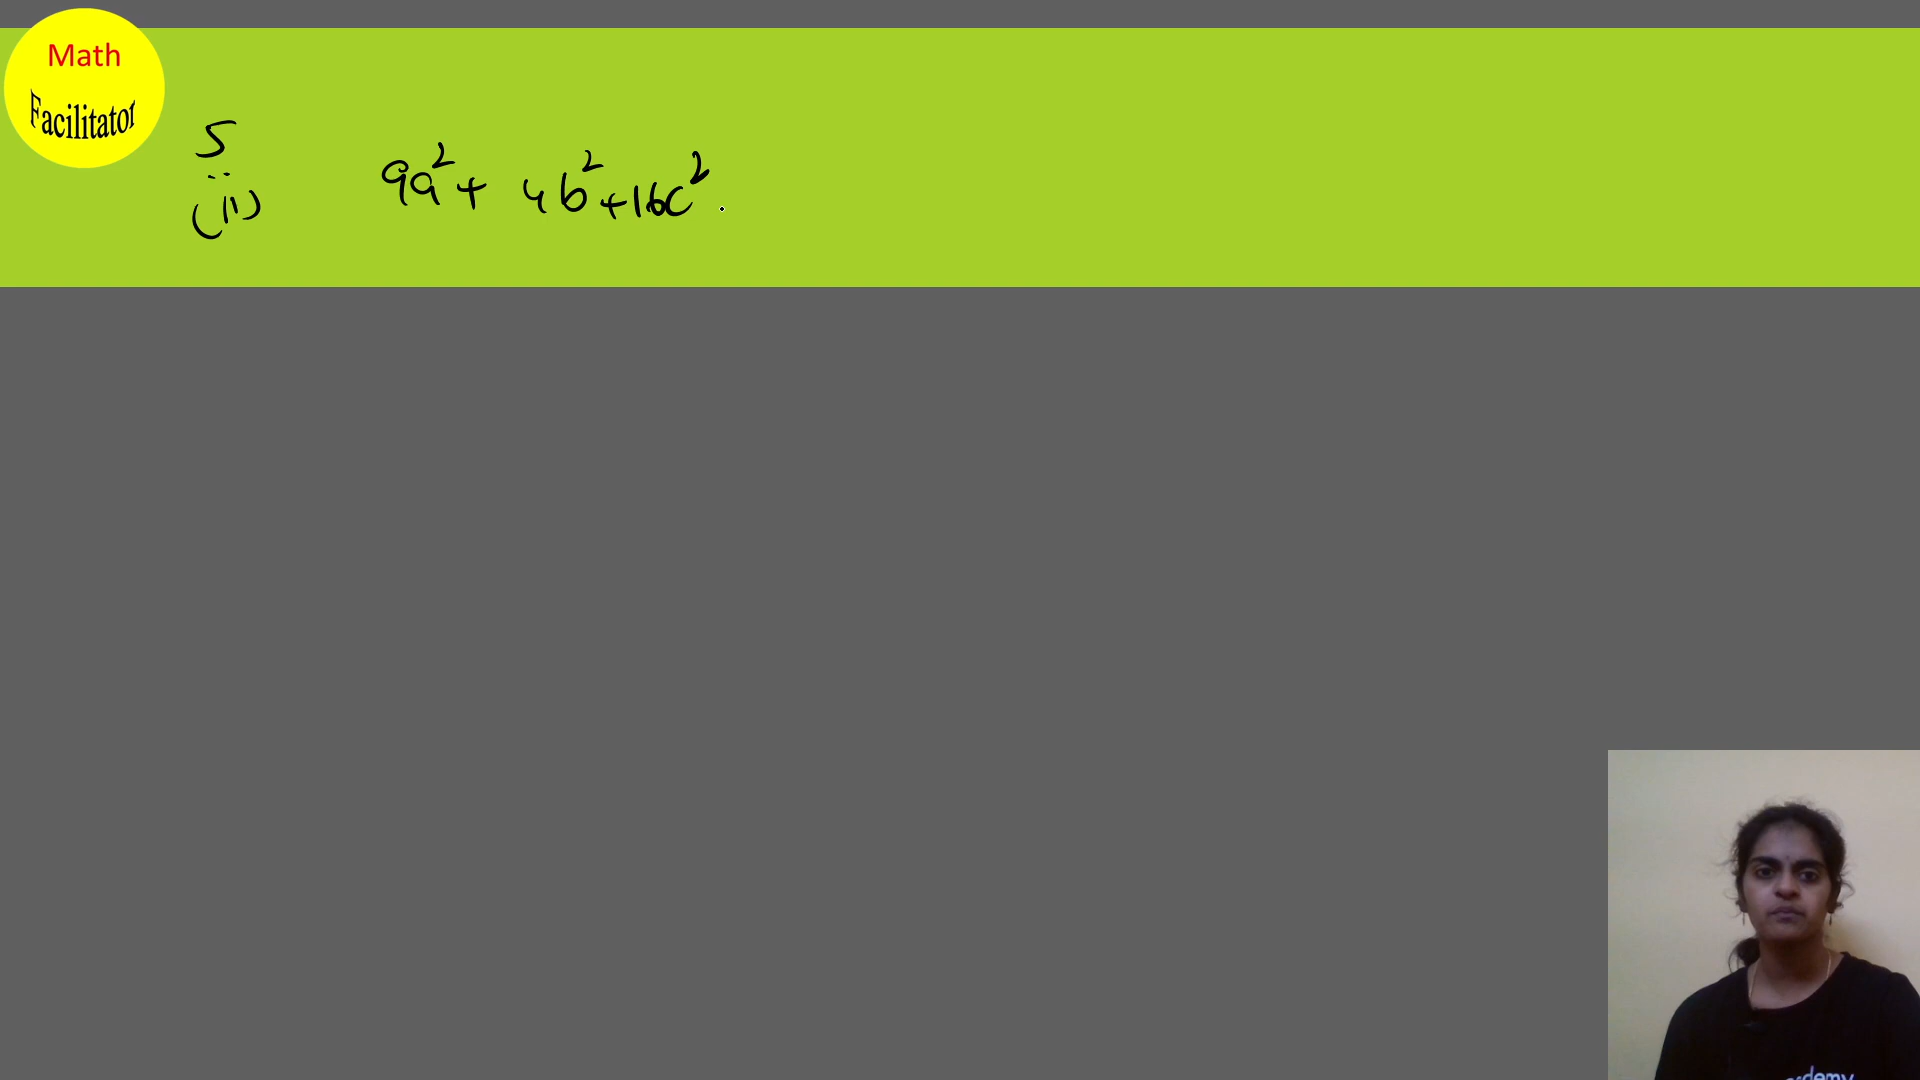 Math
Facilitator
5
(ii) 9a² + 4b² + 16c²